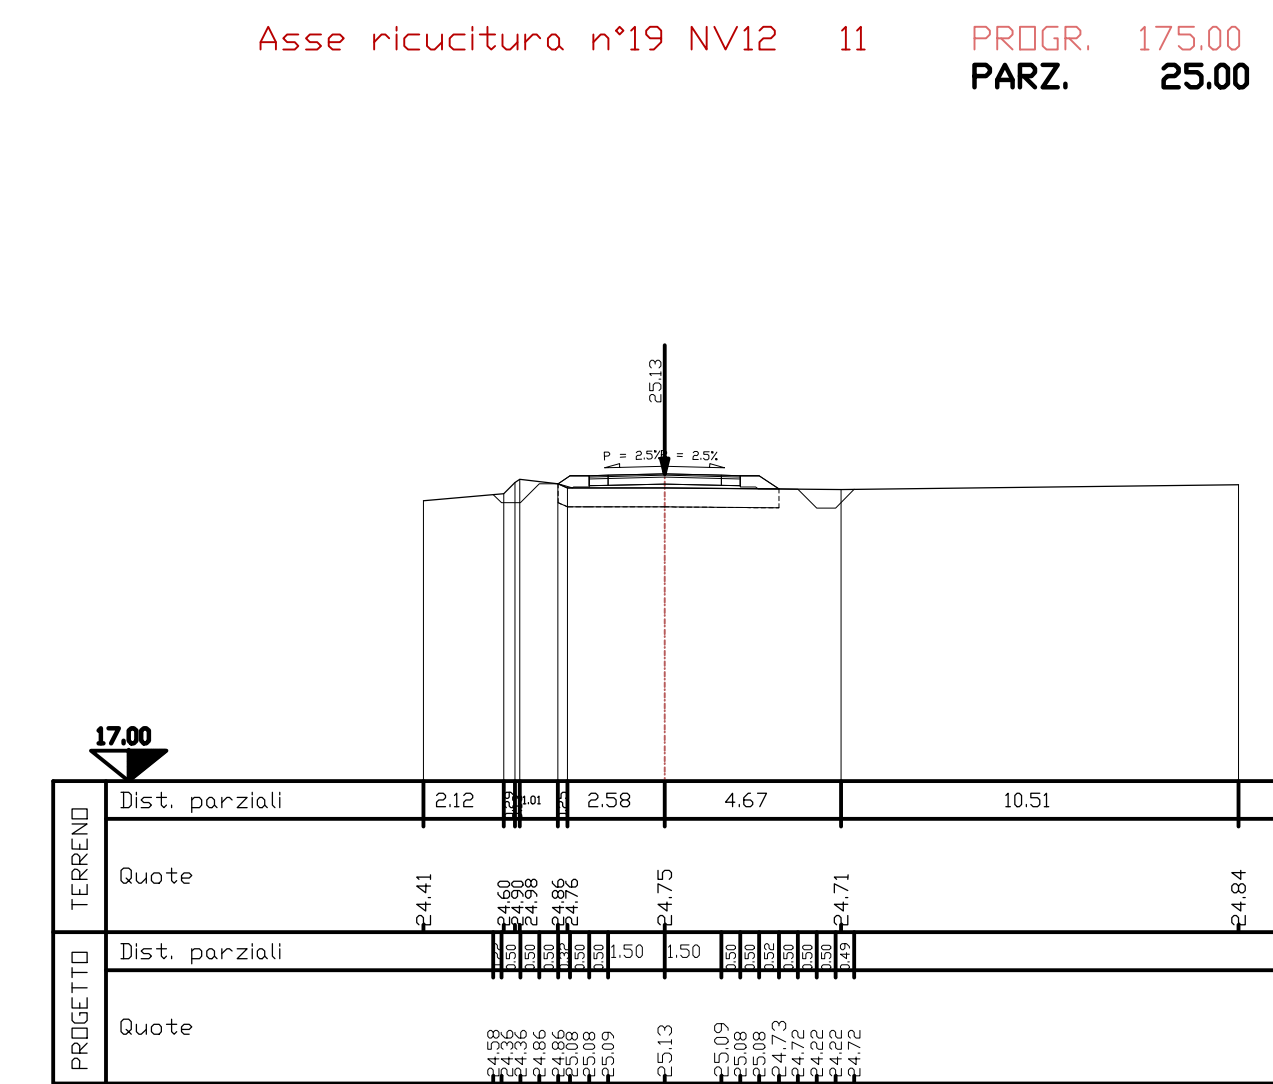 Asse ricucitura n°19 NV12 11 PROGR. 175.00
PARZ. 25.00
25.13
P = 2.5% = 2.5%
17.00
TERRENO
Dist. parziali 2.12 1.01 2.58 4.67 10.51
Quote 24.41 24.60 24.90 24.98 24.86 24.76 24.75 24.71 24.84
PROGETTO
Dist. parziali 0.50 0.50 0.50 0.32 0.50 0.50 1.50 1.50 0.50 0.50 0.52 0.50 0.50 0.50 0.49
Quote 24.58 24.36 24.36 24.86 24.86 25.08 25.08 25.09 25.13 25.09 25.08 25.08 24.73 24.72 24.22 24.22 24.72